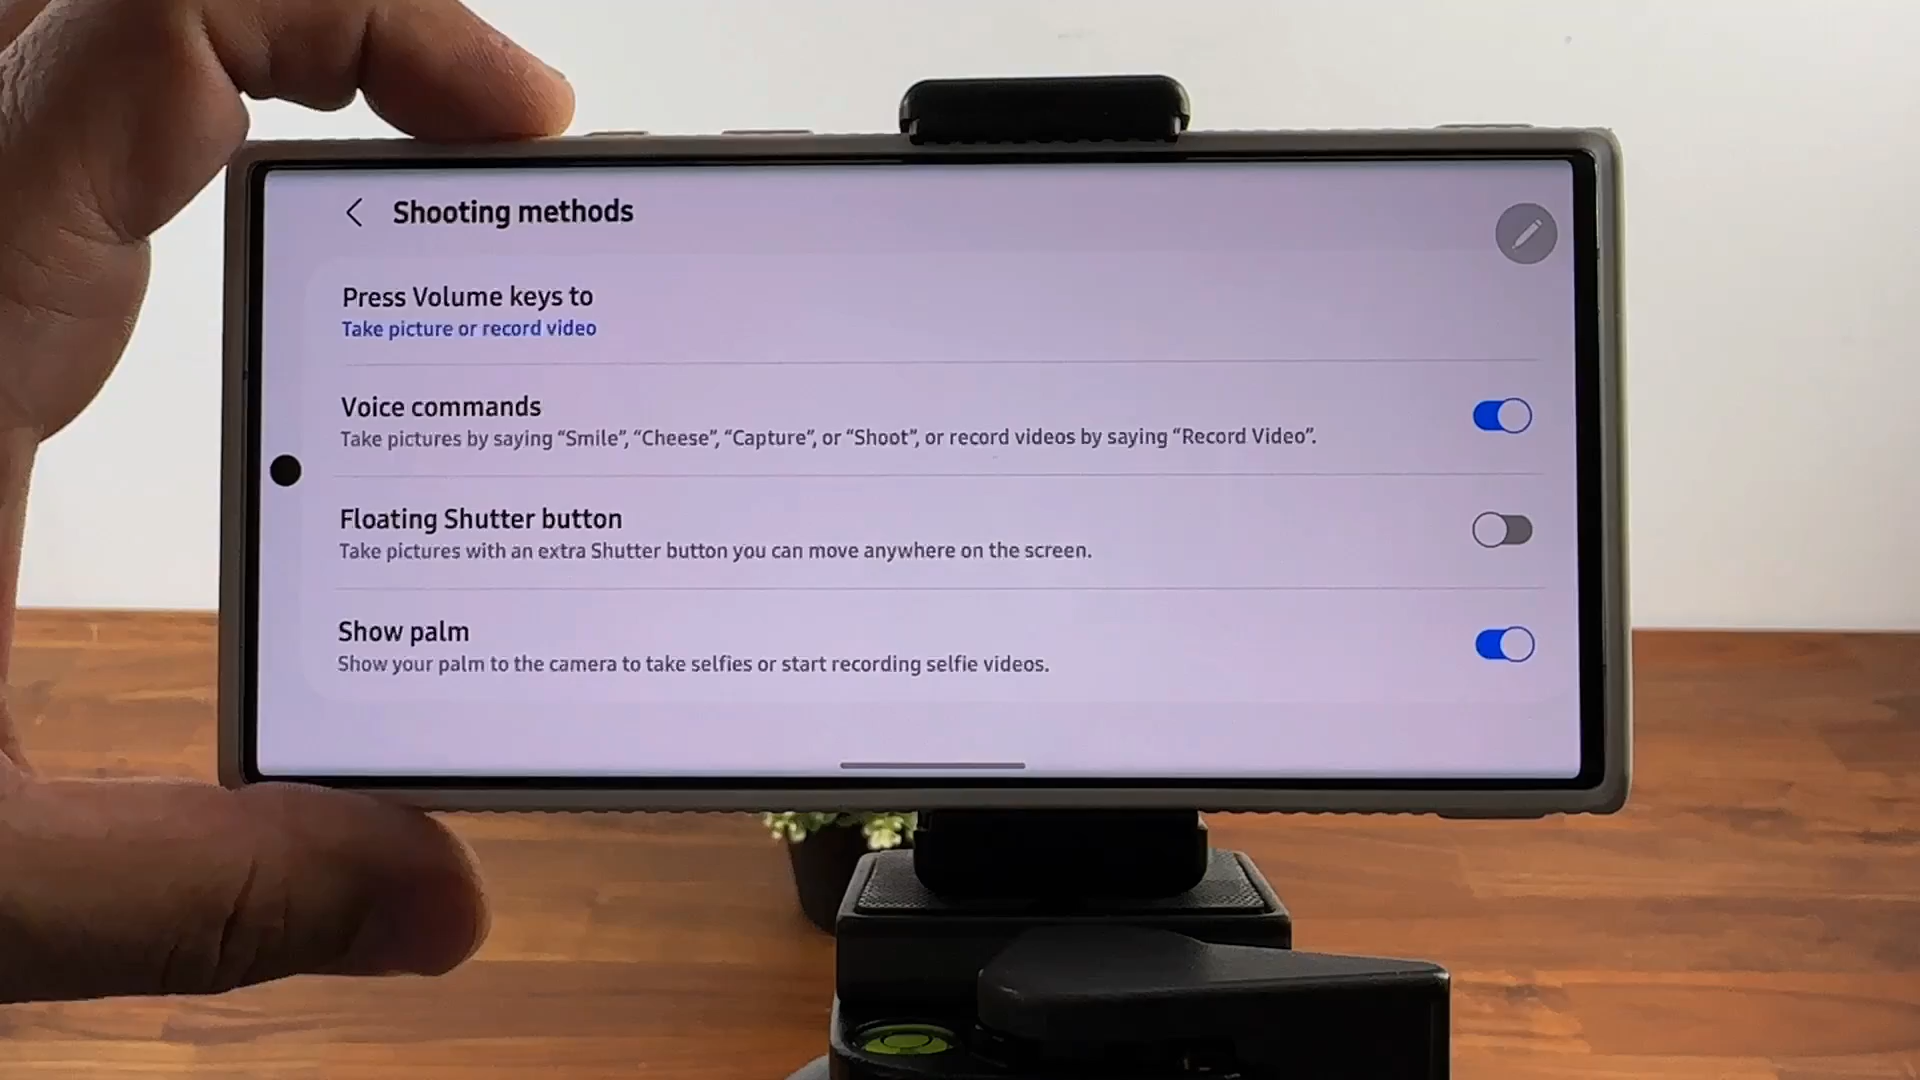 Shooting methods
Press Volume keys to
Take picture or record video
Voice commands
Take pictures by saying “Smile”, “Cheese”, “Capture”, or “Shoot”, or record videos by saying “Record Video”.
Floating Shutter button
Take pictures with an extra Shutter button you can move anywhere on the screen.
Show palm
Show your palm to the camera to take selfies or start recording selfie videos.